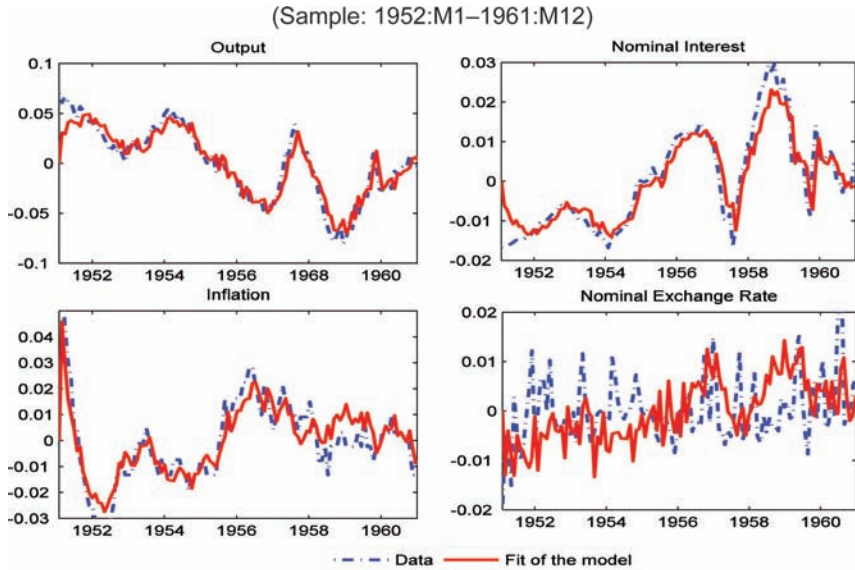 (Sample: 1952:M1–1961:M12)
Output
0.1
0.05
0
-0.05
-0.1
1952 1954 1956 1968 1960
Nominal Interest
0.03
0.02
0.01
0
-0.01
-0.02
1952 1954 1956 1958 1960
Inflation
0.04
0.03
0.02
0.01
0
-0.01
-0.02
0.03
1952 1954 1956 1958 1960
Nominal Exchange Rate
0.02
0.01
0
-0.01
-0.02
1952 1954 1956 1958 1960
Data Fit of the model